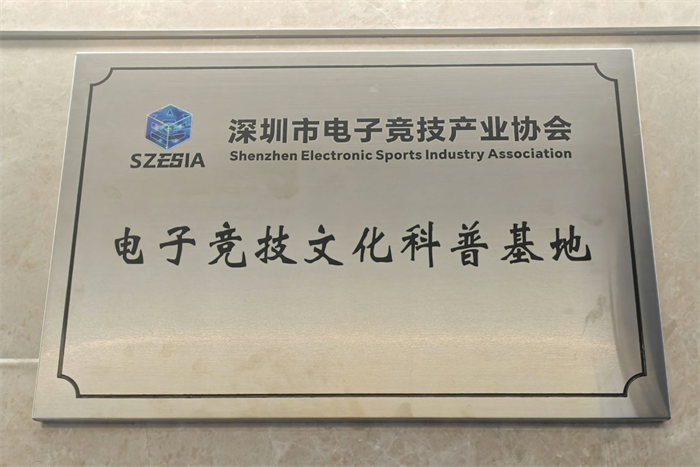 SZESIA
深圳市电子竞技产业协会
Shenzhen Electronic Sports Industry Association
电子竞技文化科普基地